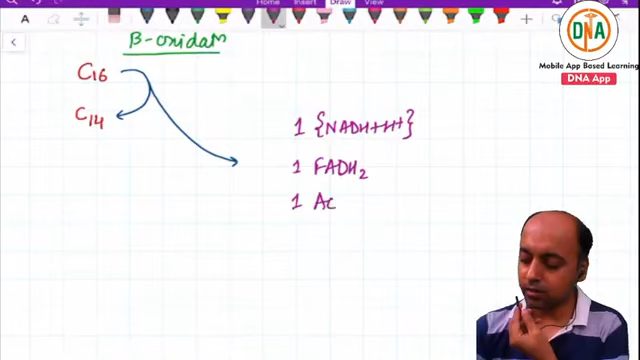 Home Insert Draw View
DNA
Mobile App Based Learning
DNA App
A
β-oxidatn
C16
C14
1 {NADH+H+}
1 FADH2
1 Ac